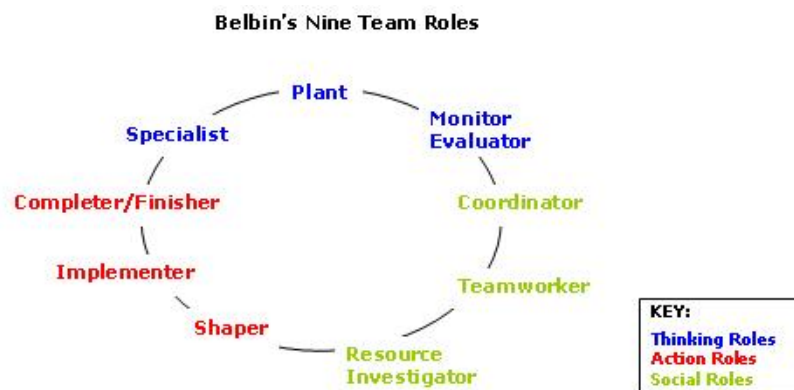 Belbin's Nine Team Roles
Plant
Monitor
Evaluator
Specialist
Completer/Finisher
Coordinator
Implementer
Teamworker
Shaper
Resource
Investigator
KEY:
Thinking Roles
Action Roles
Social Roles